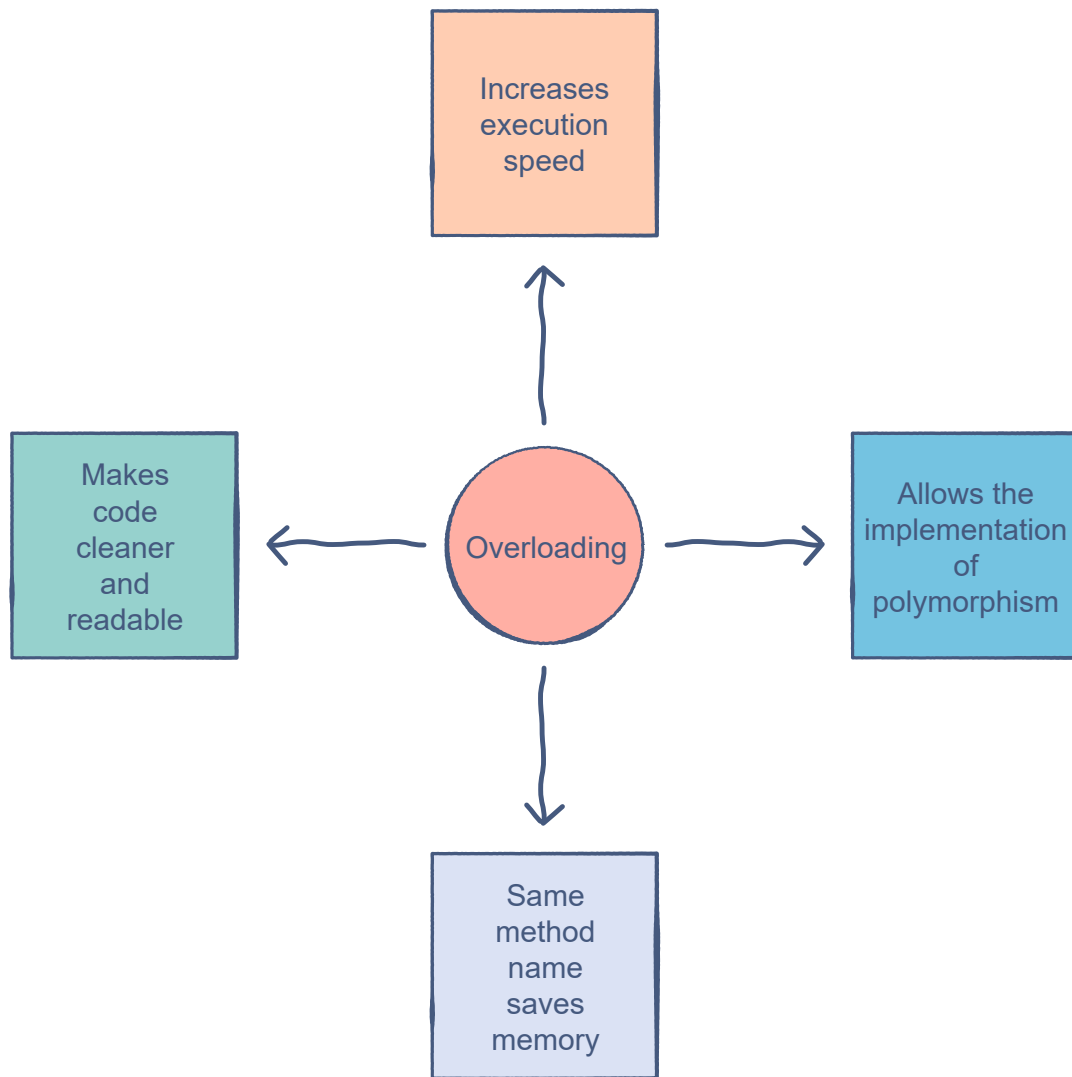 Increases
execution
speed
Makes
code
cleaner
and
readable
Overloading
Allows the
implementation
of
polymorphism
Same
method
name
saves
memory